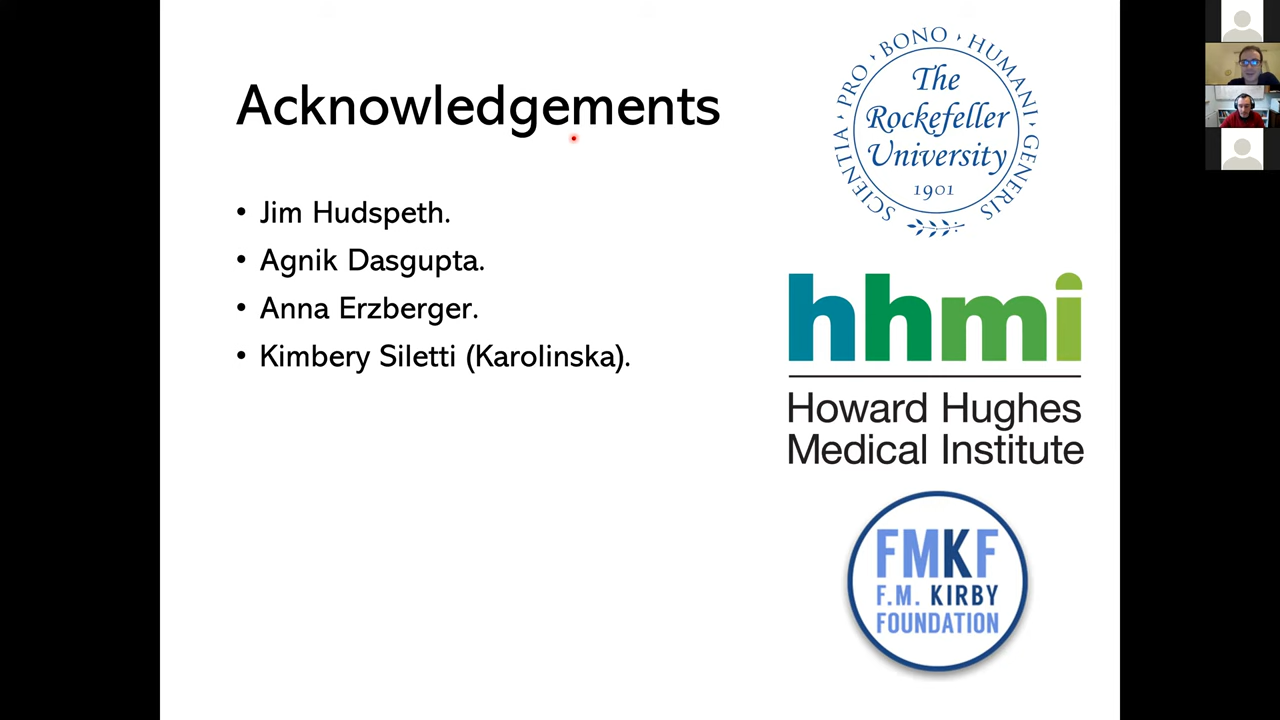 Acknowledgements
• Jim Hudspeth.
• Agnik Dasgupta.
• Anna Erzberger.
• Kimbery Siletti (Karolinska).
SCIENTIA · PRO · BONO · HUMANI · GENERIS
The
Rockefeller
University
1901
hhmi
Howard Hughes
Medical Institute
FMKF
F.M. KIRBY
FOUNDATION